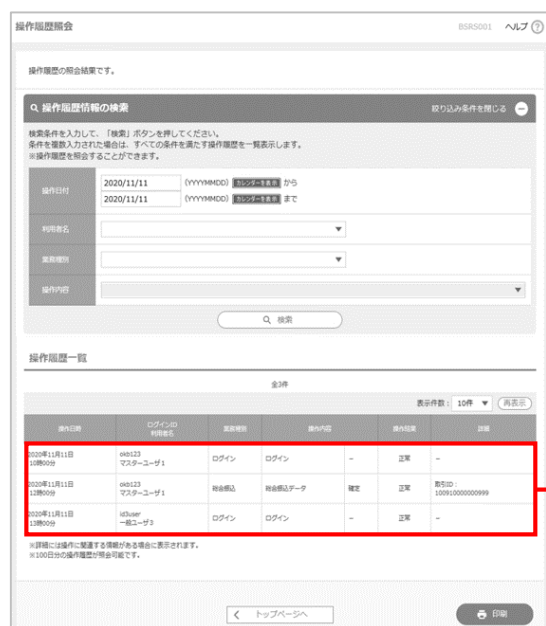 操作履歴照会 BSRS001 ヘルプ ?
操作履歴の照会結果です。
操作履歴情報の検索 絞り込み条件を閉じる
検索条件を入力して、「検索」ボタンを押してください。
条件を複数入力された場合は、すべての条件を満たす操作履歴を一覧表示します。
※操作履歴を照会することができます。
操作日付 2020/11/11 (YYYYMMDD) カレンダーを表示 から
2020/11/11 (YYYYMMDD) カレンダーを表示 まで
利用者名
業務種別
操作内容
検索
操作履歴一覧
全3件
表示件数: 10件 再表示
操作日時 ログインID 利用者名 業務種別 操作内容 操作結果 詳細
2020年11月11日
10時00分
okb123
マスターユーザ1
ログイン ログイン - 正常 -
2020年11月11日
12時00分
okb123
マスターユーザ1
総合振込 総合振込データ 確定 正常 取引ID:
100910000000999
2020年11月11日
13時00分
id3user
一般ユーザ3
ログイン ログイン - 正常 -
※詳細には操作に関連する情報がある場合に表示されます。
※100日分の操作履歴が照会可能です。
トップページへ 印刷